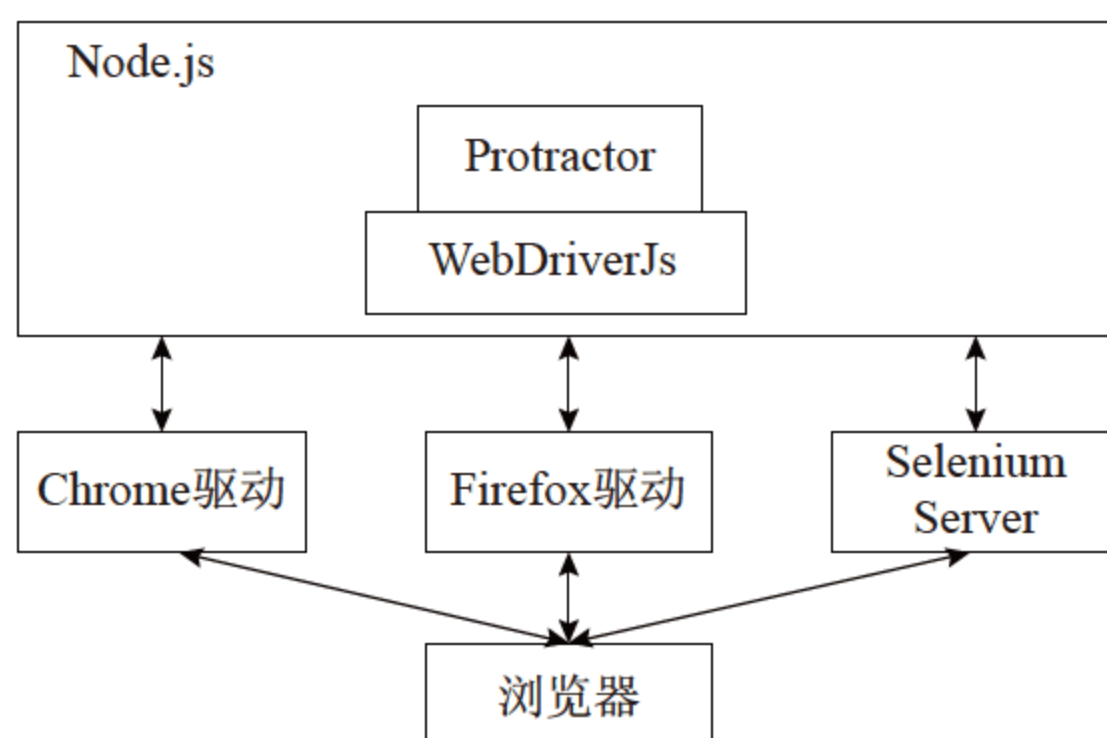 Node.js
Protractor
WebDriverJs
Chrome驱动
Firefox驱动
Selenium
Server
浏览器